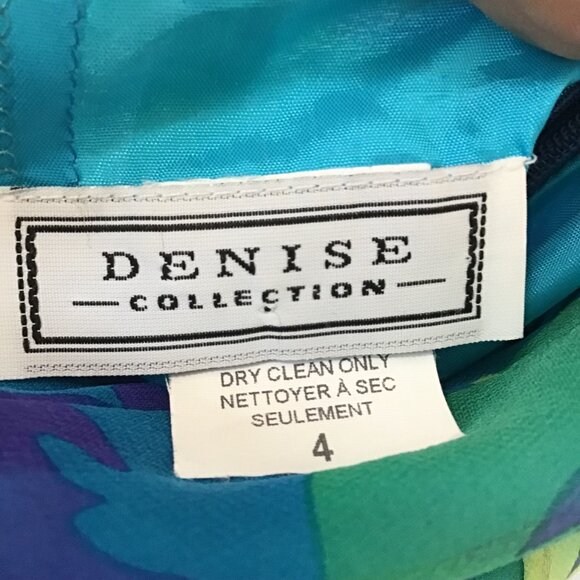 DENISE
COLLECTION
DRY CLEAN ONLY
NETTOYER À SEC
SEULEMENT
4